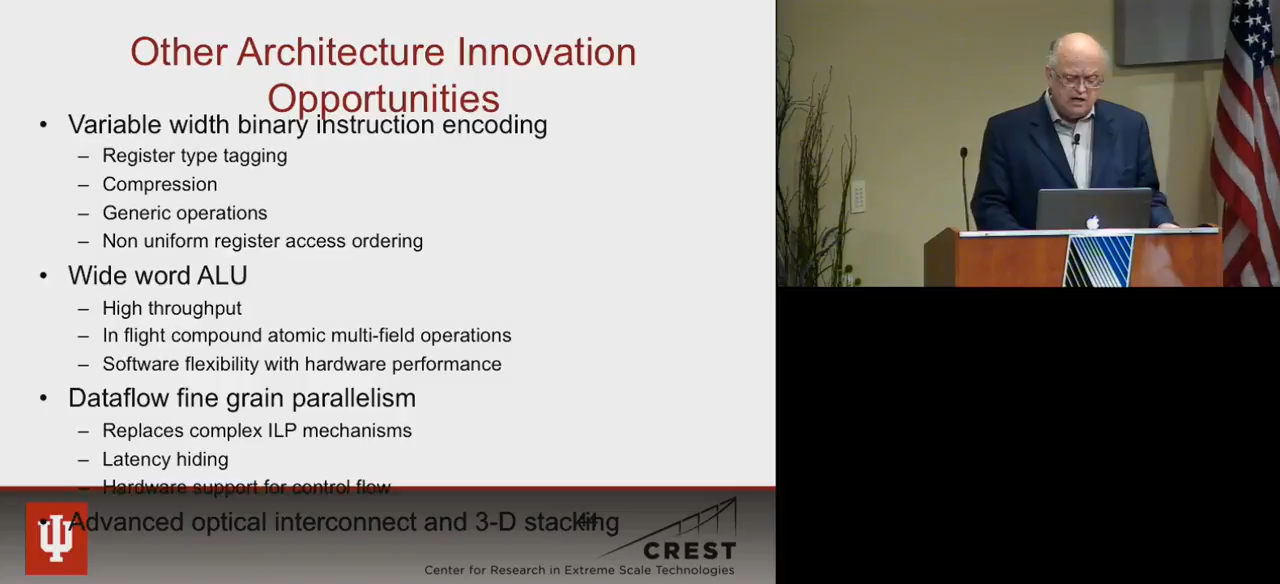 Other Architecture Innovation
Opportunities
• Variable width binary instruction encoding
– Register type tagging
– Compression
– Generic operations
– Non uniform register access ordering
• Wide word ALU
– High throughput
– In flight compound atomic multi-field operations
– Software flexibility with hardware performance
• Dataflow fine grain parallelism
– Replaces complex ILP mechanisms
– Latency hiding
– Hardware support for control flow
• Advanced optical interconnect and 3-D stacking
CREST
Center for Research in Extreme Scale Technologies